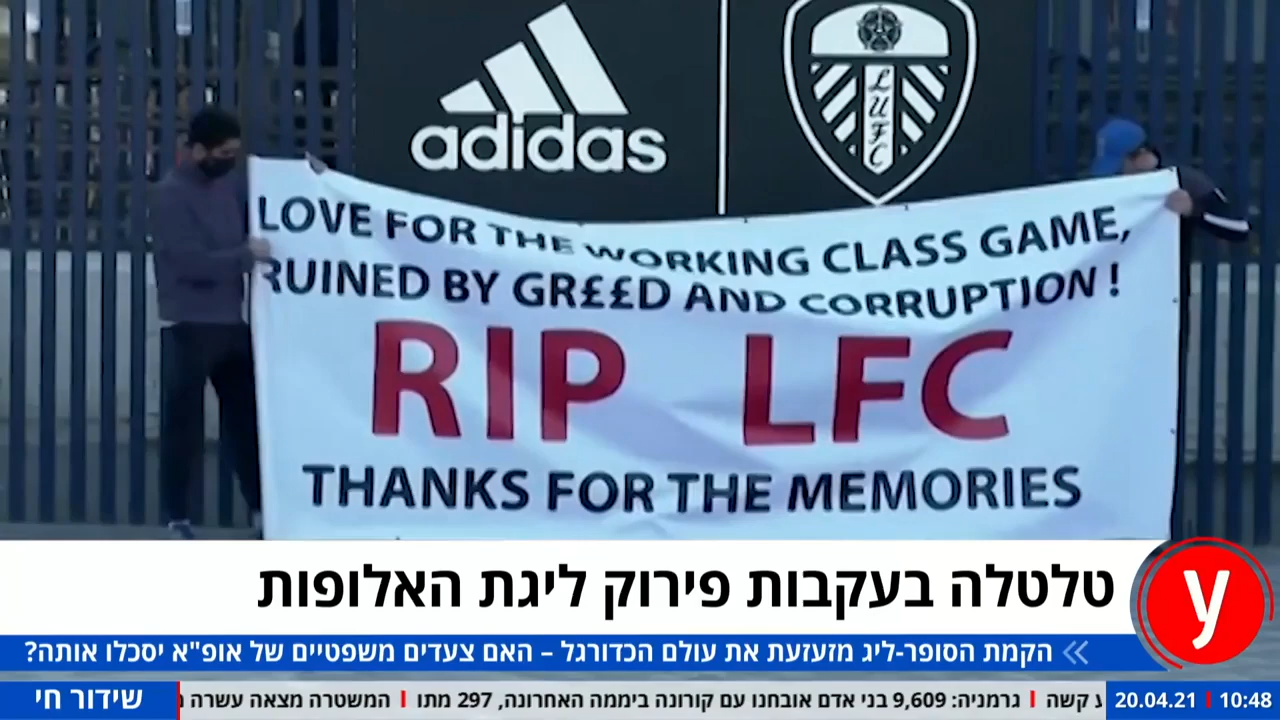 adidas
LUFC
LOVE FOR THE WORKING CLASS GAME,
RUINED BY GR££D AND CORRUPTION !
RIP LFC
THANKS FOR THE MEMORIES
טלטלה בעקבות פירוק ליגת האלופות
y
הקמת הסופר-ליג מזעזעת את עולם הכדורגל – האם צעדים משפטיים של אופ"א יסכלו אותה?
10:48 | 20.04.21
קשה | גרמניה: 9,609 בני אדם אובחנו עם קורונה ביממה האחרונה, 297 מתו | המשטרה מצאה עשרה
שידור חי